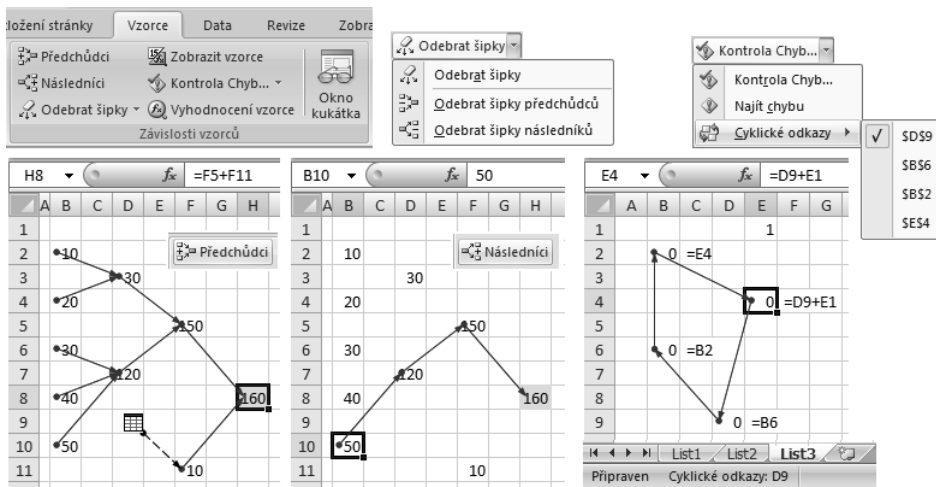 zložení stránky Vzorce Data Revize Zobra
Předchůdci Zobrazit vzorce
Následníci Kontrola Chyb...
Odebrat šipky Vyhodnocení vzorce
Okno
kukátka
Závislosti vzorců
Odebrat šipky
Odebrat šipky
Odebrat šipky předchůdců
Odebrat šipky následníků
Kontrola Chyb...
Kontrola Chyb...
Najít chybu
Cyklické odkazy
✓ $D$9
$B$6
$B$2
$E$4
H8 fx =F5+F11
A B C D E F G H
1
2 10 Předchůdci
3 30
4 20
5 150
6 30
7 120
8 40 160
9
10 50
11 10
B10 fx 50
A B C D E F G H
1
2 10 Následníci
3 30
4 20
5 150
6 30
7 120
8 40 160
9
10 50
11 10
E4 fx =D9+E1
A B C D E F G
1 1
2 0 =E4
3
4 0 =D9+E1
5
6 0 =B2
7
8
9 0 =B6
List1 List2 List3
Připraven Cyklické odkazy: D9